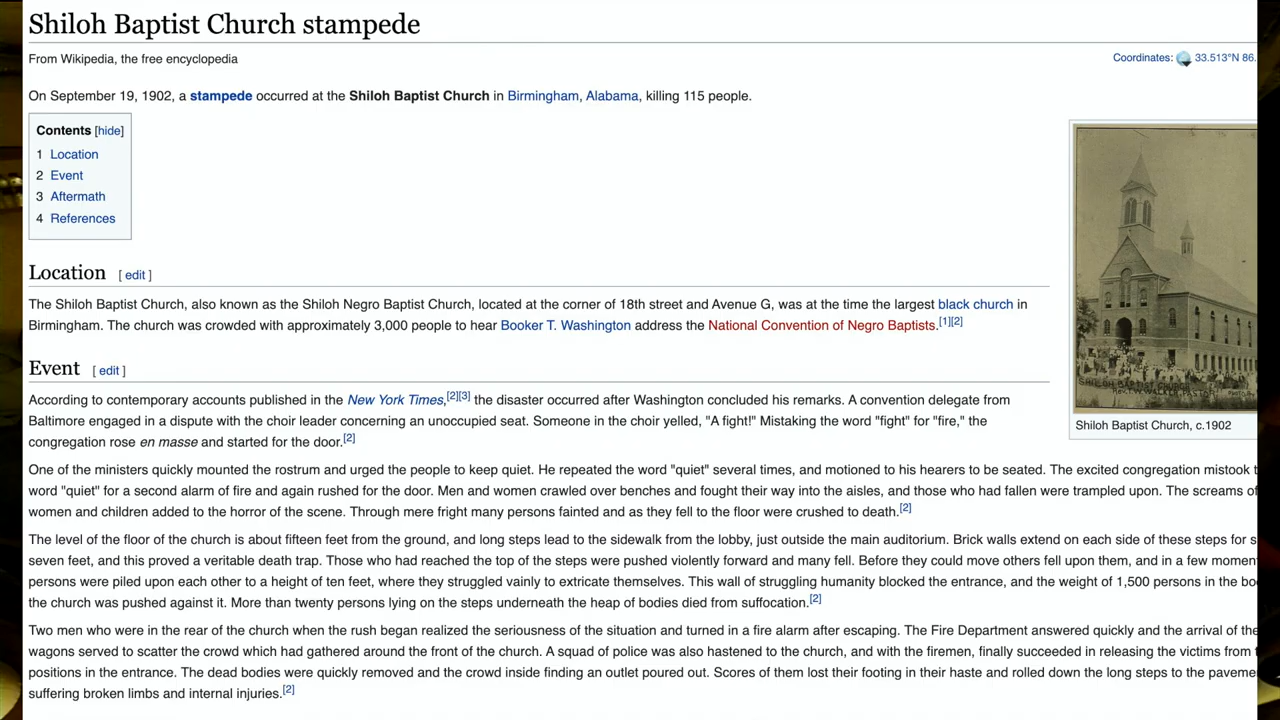 Shiloh Baptist Church stampede
From Wikipedia, the free encyclopedia
Coordinates: 33.513°N 86.
On September 19, 1902, a stampede occurred at the Shiloh Baptist Church in Birmingham, Alabama, killing 115 people.
Contents [hide]
1 Location
2 Event
3 Aftermath
4 References
Location [ edit ]
The Shiloh Baptist Church, also known as the Shiloh Negro Baptist Church, located at the corner of 18th street and Avenue G, was at the time the largest black church in
Birmingham. The church was crowded with approximately 3,000 people to hear Booker T. Washington address the National Convention of Negro Baptists.[1][2]
SHILOH BAPTIST CHURCH
Shiloh Baptist Church, c.1902
Event [ edit ]
According to contemporary accounts published in the New York Times,[2][3] the disaster occurred after Washington concluded his remarks. A convention delegate from
Baltimore engaged in a dispute with the choir leader concerning an unoccupied seat. Someone in the choir yelled, "A fight!" Mistaking the word "fight" for "fire," the
congregation rose en masse and started for the door.[2]
One of the ministers quickly mounted the rostrum and urged the people to keep quiet. He repeated the word "quiet" several times, and motioned to his hearers to be seated. The excited congregation mistook t
word "quiet" for a second alarm of fire and again rushed for the door. Men and women crawled over benches and fought their way into the aisles, and those who had fallen were trampled upon. The screams of
women and children added to the horror of the scene. Through mere fright many persons fainted and as they fell to the floor were crushed to death.[2]
The level of the floor of the church is about fifteen feet from the ground, and long steps lead to the sidewalk from the lobby, just outside the main auditorium. Brick walls extend on each side of these steps for s
seven feet, and this proved a veritable death trap. Those who had reached the top of the steps were pushed violently forward and many fell. Before they could move others fell upon them, and in a few momen
persons were piled upon each other to a height of ten feet, where they struggled vainly to extricate themselves. This wall of struggling humanity blocked the entrance, and the weight of 1,500 persons in the bo
the church was pushed against it. More than twenty persons lying on the steps underneath the heap of bodies died from suffocation.[2]
Two men who were in the rear of the church when the rush began realized the seriousness of the situation and turned in a fire alarm after escaping. The Fire Department answered quickly and the arrival of the
wagons served to scatter the crowd which had gathered around the front of the church. A squad of police was also hastened to the church, and with the firemen, finally succeeded in releasing the victims from t
positions in the entrance. The dead bodies were quickly removed and the crowd inside finding an outlet poured out. Scores of them lost their footing in their haste and rolled down the long steps to the paveme
suffering broken limbs and internal injuries.[2]